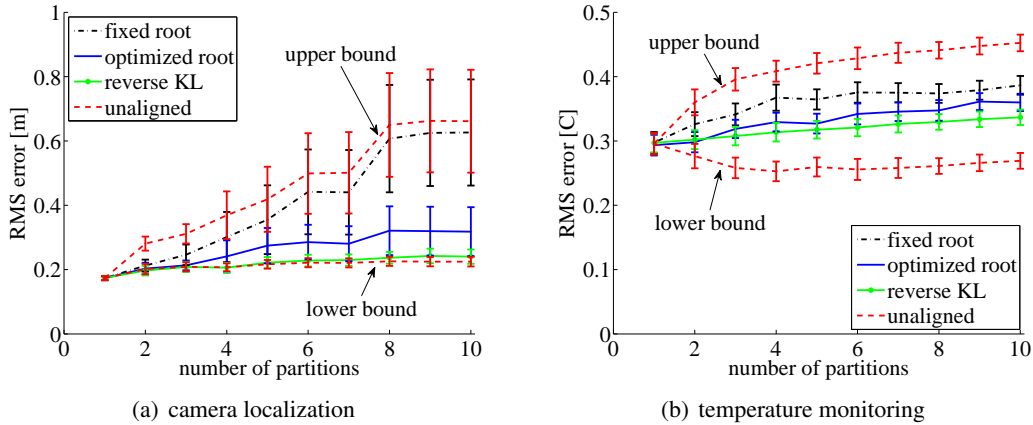 1
0.8
0.6
0.4
0.2
0
RMS error [m]
fixed root
optimized root
reverse KL
unaligned
upper bound
lower bound
0 2 4 6 8 10
number of partitions
(a) camera localization
0.5
0.4
0.3
0.2
0.1
0
RMS error [C]
upper bound
lower bound
fixed root
optimized root
reverse KL
unaligned
0 2 4 6 8 10
number of partitions
(b) temperature monitoring